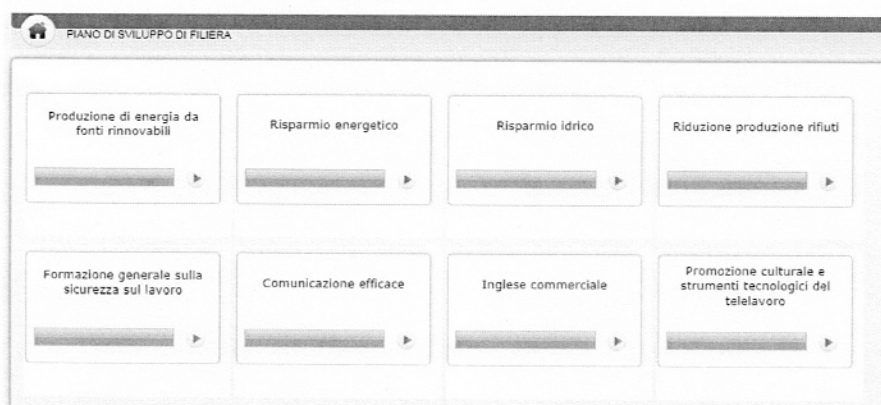 PIANO DI SVILUPPO DI FILIERA
Produzione di energia da
fonti rinnovabili
Risparmio energetico
Risparmio idrico
Riduzione produzione rifiuti
Formazione generale sulla
sicurezza sul lavoro
Comunicazione efficace
Inglese commerciale
Promozione culturale e
strumenti tecnologici del
telelavoro